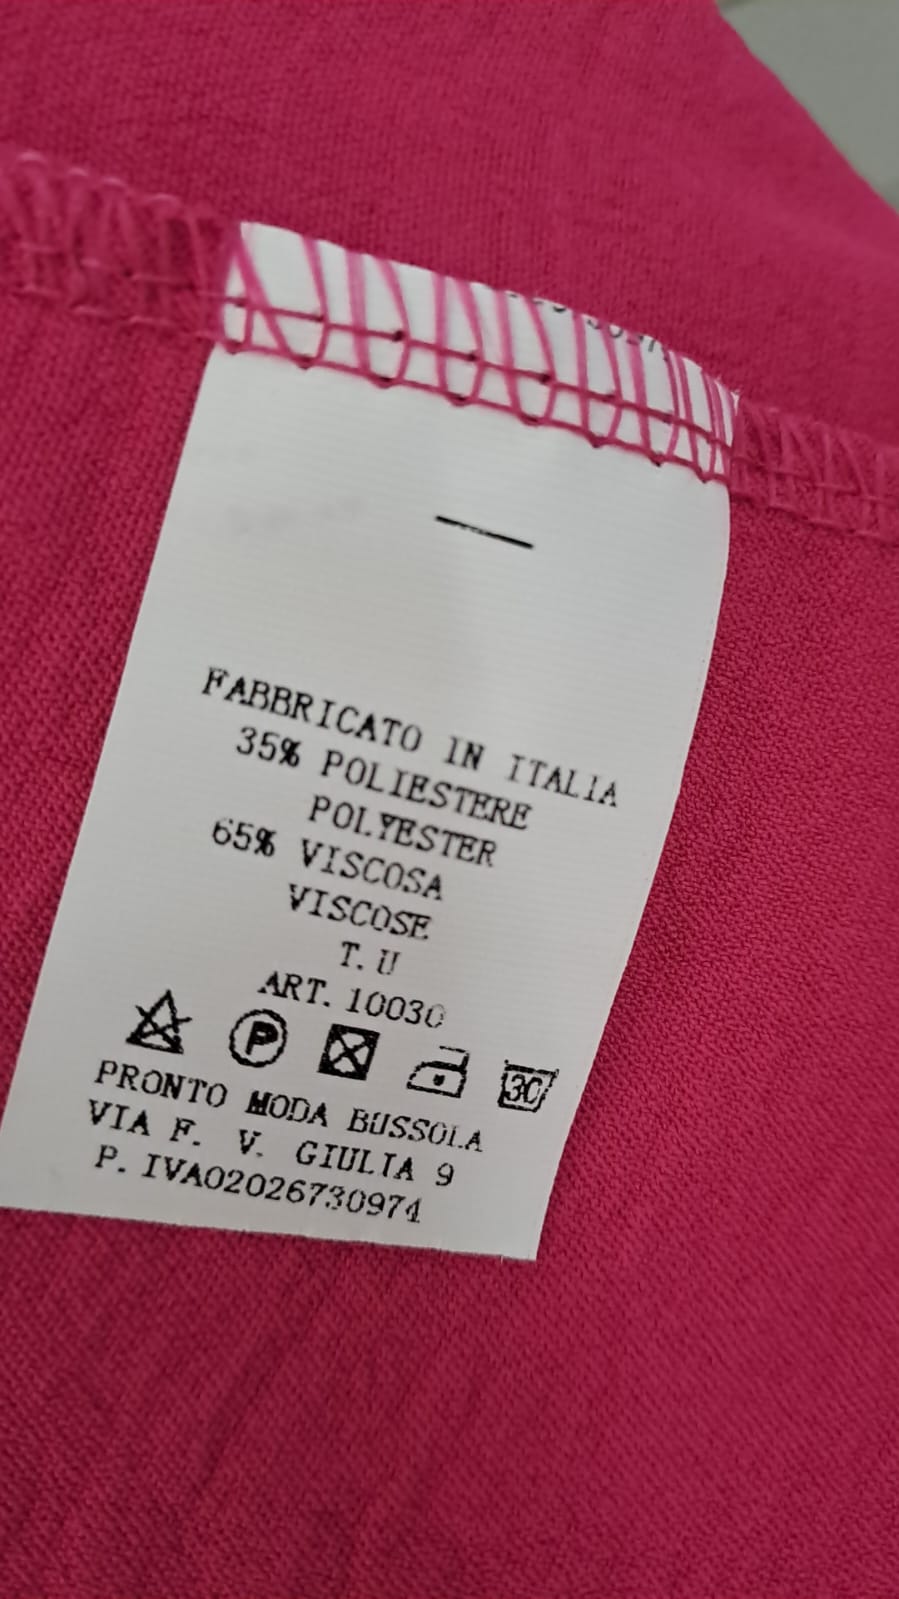 FABBRICATO IN ITALIA
35% POLIESTERE
POLYESTER
65% VISCOSA
VISCOSE
T. U
ART. 10030
P 30
PRONTO MODA BUSSOLA
VIA F. V. GIULIA 9
P. IVA02026730974